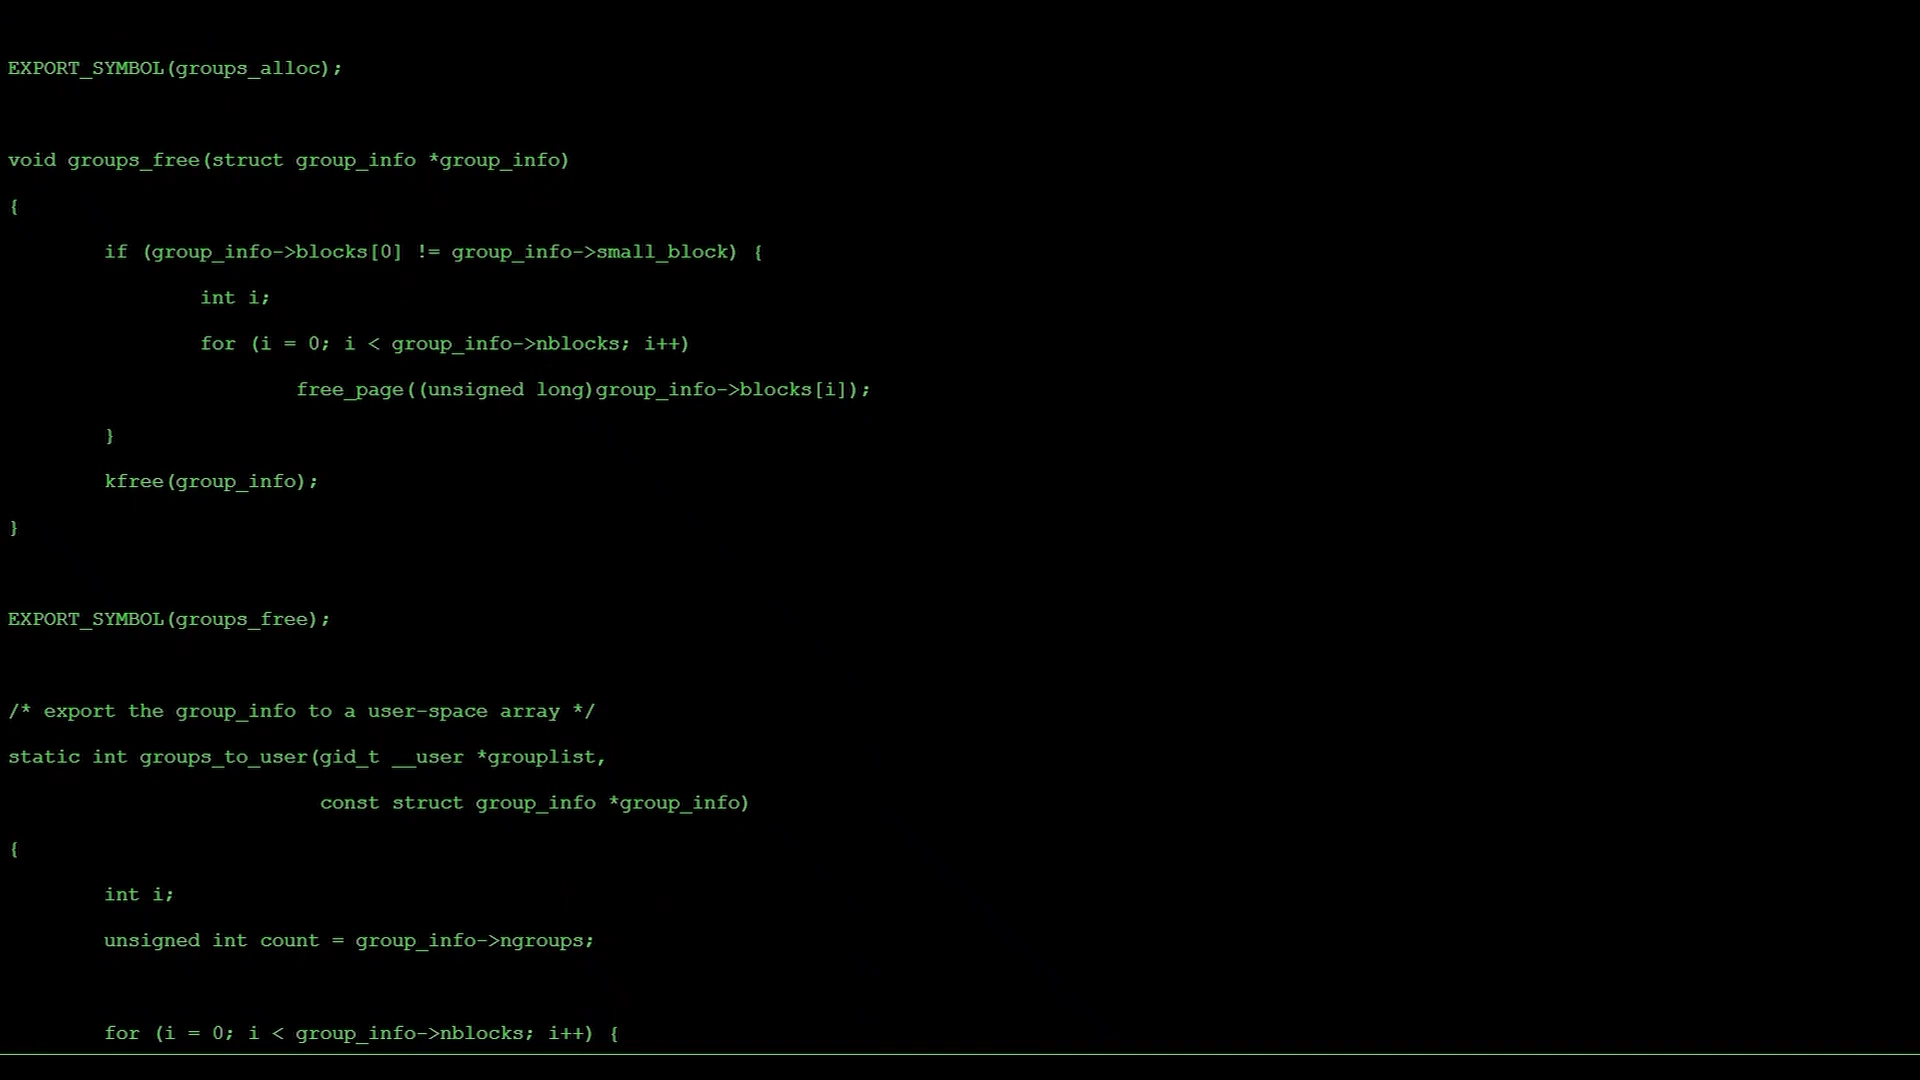 EXPORT_SYMBOL(groups_alloc);
void groups_free(struct group_info *group_info)
{
        if (group_info->blocks[0] != group_info->small_block) {
                int i;
                for (i = 0; i < group_info->nblocks; i++)
                        free_page((unsigned long)group_info->blocks[i]);
        }
        kfree(group_info);
}
EXPORT_SYMBOL(groups_free);
/* export the group_info to a user-space array */
static int groups_to_user(gid_t __user *grouplist,
                          const struct group_info *group_info)
{
        int i;
        unsigned int count = group_info->ngroups;
        for (i = 0; i < group_info->nblocks; i++) {